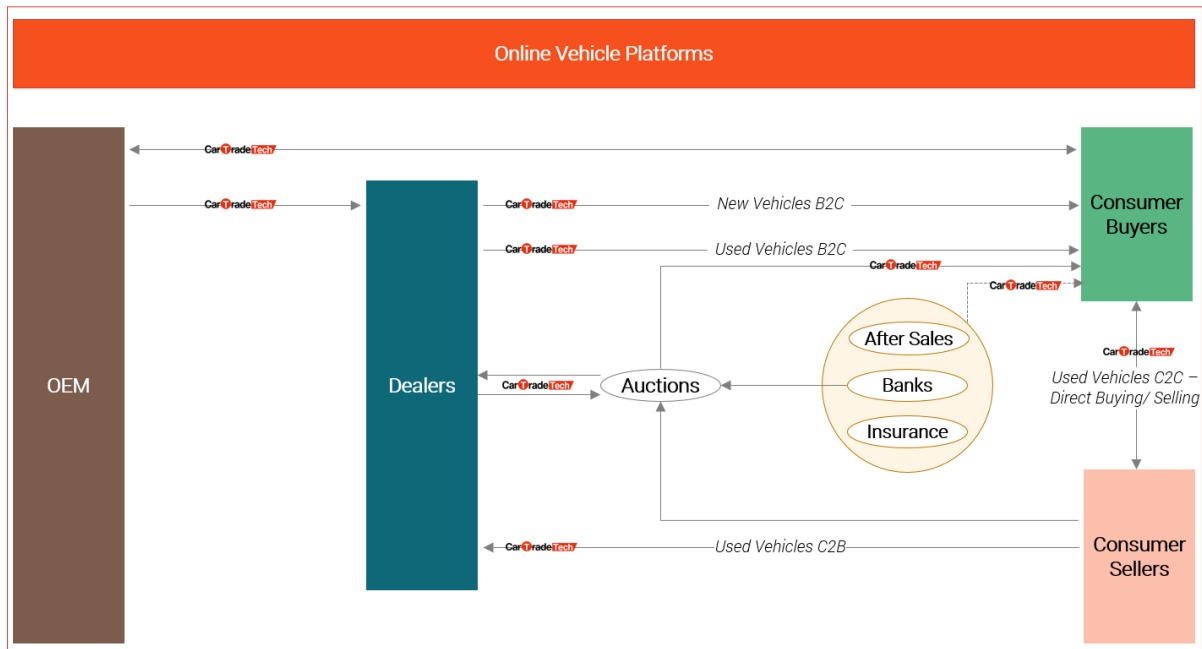 Online Vehicle Platforms
CarTradeTech
CarTradeTech
CarTradeTech
New Vehicles B2C
Consumer
Buyers
CarTradeTech
Used Vehicles B2C
CarTradeTech
CarTradeTech
After Sales
CarTradeTech
OEM
Dealers
CarTradeTech
Auctions
Banks
Used Vehicles C2C –
Direct Buying/ Selling
Insurance
CarTradeTech
Used Vehicles C2B
Consumer
Sellers